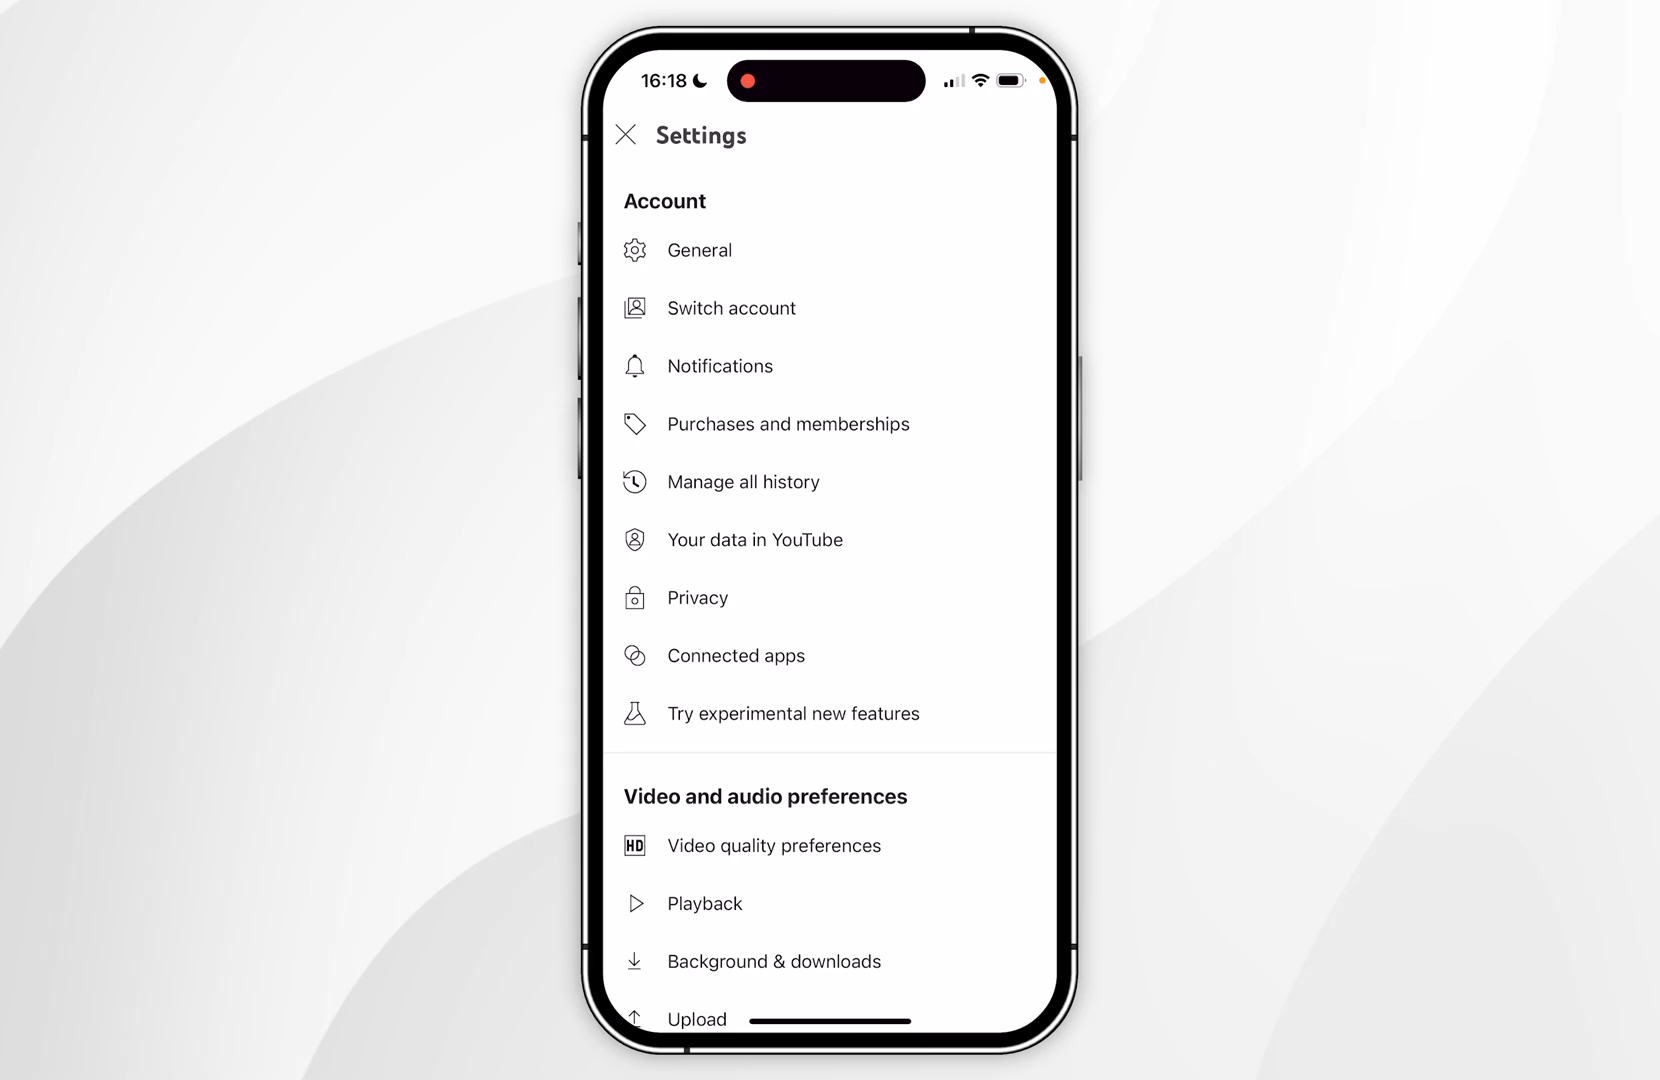 16:18
Settings
Account
General
Switch account
Notifications
Purchases and memberships
Manage all history
Your data in YouTube
Privacy
Connected apps
Try experimental new features
Video and audio preferences
HD Video quality preferences
Playback
Background & downloads
Upload